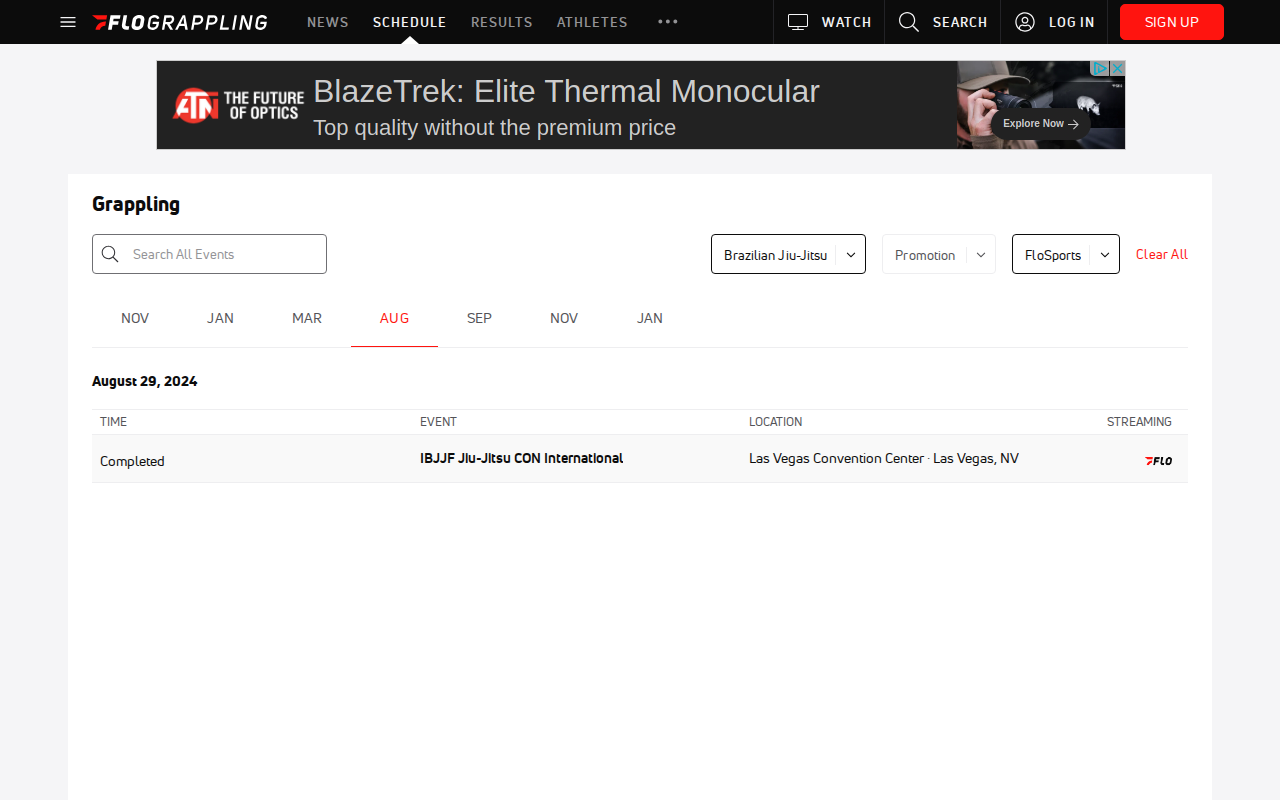 FLOGRAPPLING NEWS SCHEDULE RESULTS ATHLETES ••• WATCH SEARCH LOG IN SIGN UP
ATN THE FUTURE OF OPTICS
BlazeTrek: Elite Thermal Monocular
Top quality without the premium price
Explore Now →
Grappling
Search All Events Brazilian Jiu-Jitsu Promotion FloSports Clear All
NOV JAN MAR AUG SEP NOV JAN
August 29, 2024
TIME EVENT LOCATION STREAMING
Completed IBJJF Jiu-Jitsu CON International Las Vegas Convention Center · Las Vegas, NV FLO